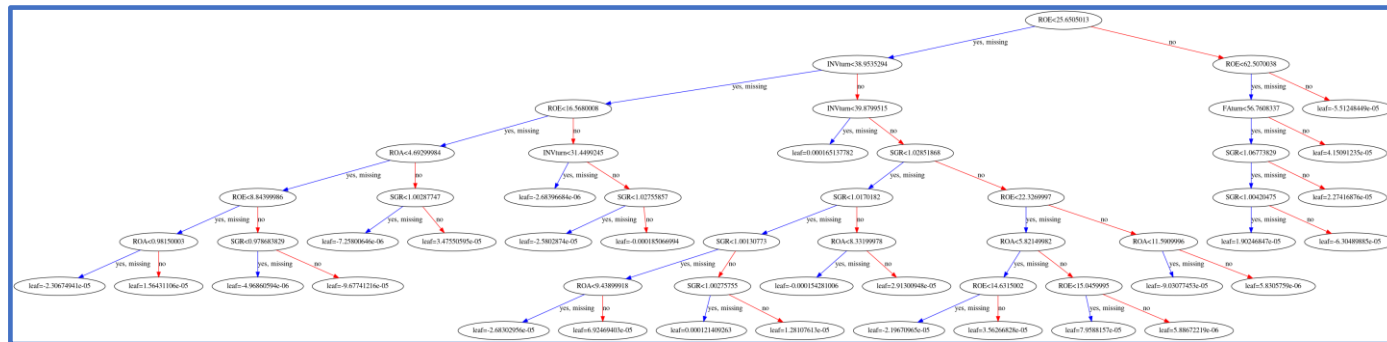 ROE<25.6505013
yes, missing
no
INVturn<38.9535294
ROE<62.5070038
yes, missing
no
yes, missing
no
ROE<16.5680008
INVturn<39.8799515
FAturn<56.7608337
leaf=-5.51248449e-05
yes, missing
no
yes, missing
no
yes, missing
no
ROA<4.69299984
INVturn<31.4499245
leaf=0.000165137782
SGR<1.02851868
SGR<1.06773829
leaf=4.15091235e-05
yes, missing
no
yes, missing
no
yes, missing
no
yes, missing
no
ROE<8.84399986
SGR<1.00287747
leaf=-2.68396684e-06
SGR<1.02755857
SGR<1.0170182
ROE<22.3269997
SGR<1.00420475
leaf=2.27416876e-05
yes, missing
no
yes, missing
no
yes, missing
no
yes, missing
no
yes, missing
no
yes, missing
no
ROA<0.98150003
SGR<0.978683829
leaf=-7.25800646e-06
leaf=3.47550595e-05
leaf=-2.5802874e-05
leaf=-0.000185066994
SGR<1.00130773
ROA<8.33199978
ROA<5.82149982
ROA<11.5909996
leaf=1.90246847e-05
leaf=-6.30489885e-05
yes, missing
no
yes, missing
no
yes, missing
no
yes, missing
no
yes, missing
no
yes, missing
no
leaf=-2.30674941e-05
leaf=1.56431106e-05
leaf=-4.96860594e-06
leaf=-9.67741216e-05
ROA<9.43899918
SGR<1.00275755
leaf=-0.000154281006
leaf=2.91300948e-05
ROE<14.6315002
ROE<15.0459995
leaf=-9.03077453e-05
leaf=5.8305759e-06
yes, missing
no
yes, missing
no
yes, missing
no
yes, missing
no
leaf=-2.68302956e-05
leaf=6.92469403e-05
leaf=0.000121409263
leaf=1.28107613e-05
leaf=-2.19670965e-05
leaf=3.56266828e-05
leaf=7.9588157e-05
leaf=5.88672219e-06